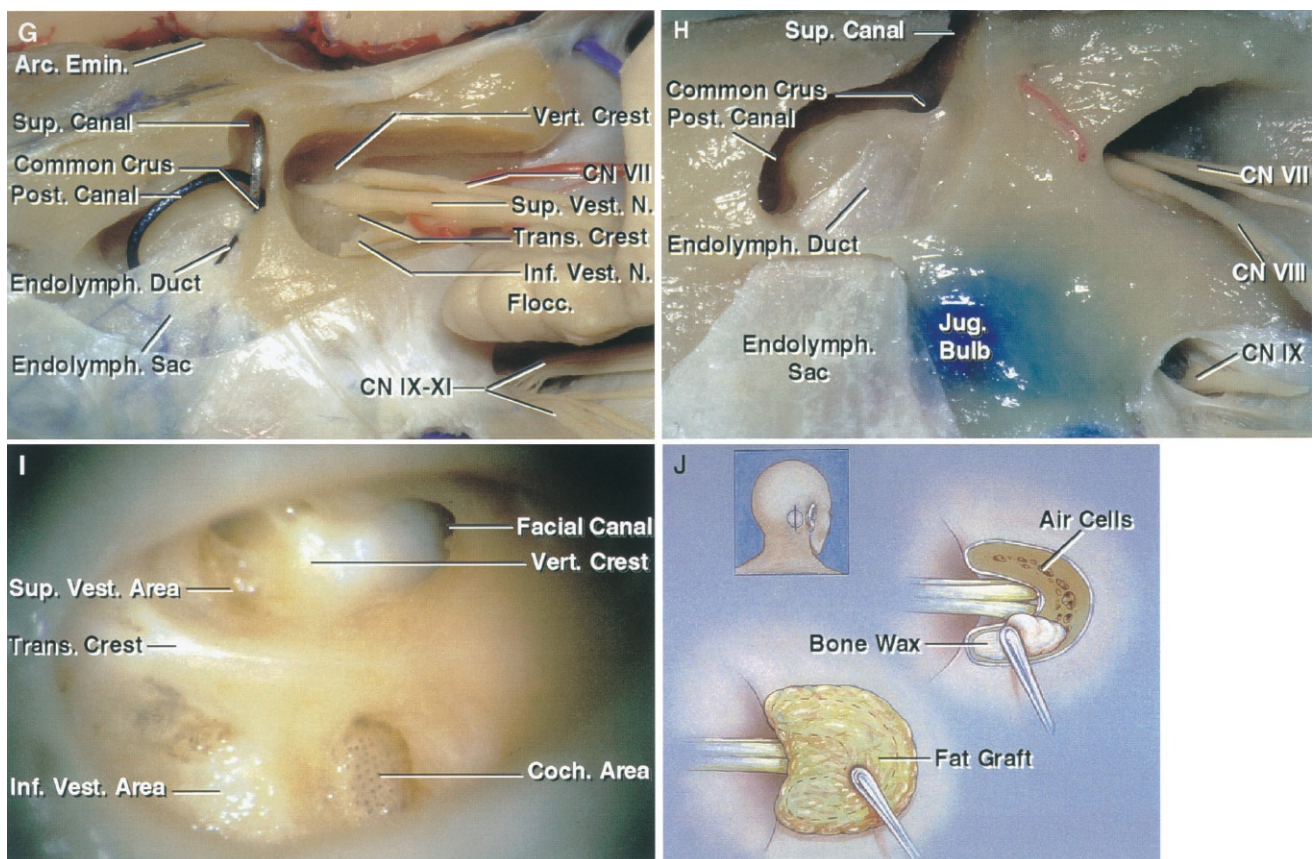 G
Arc. Emin.
Sup. Canal
Common Crus
Post. Canal
Endolymph. Duct
Endolymph. Sac
Vert. Crest
CN VII
Sup. Vest. N.
Trans. Crest
Inf. Vest. N.
Flocc.
CN IX-XI
H
Sup. Canal
Common Crus
Post. Canal
Endolymph. Duct
Endolymph.
Sac
Jug.
Bulb
CN VII
CN VIII
CN IX
I
Facial Canal
Vert. Crest
Sup. Vest. Area
Trans. Crest
Inf. Vest. Area
Coch. Area
J
Air Cells
Bone Wax
Fat Graft